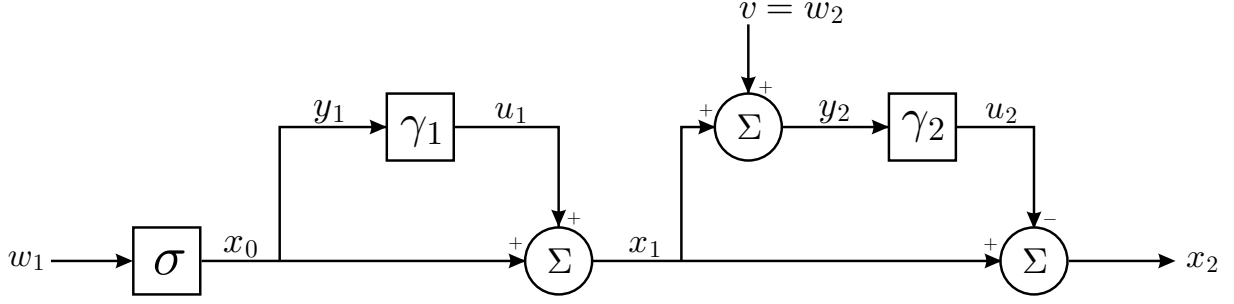 v = w₂
y₁ γ₁ u₁ + Σ + y₂ γ₂ u₂
w₁ σ x₀ + + Σ x₁ + − Σ x₂